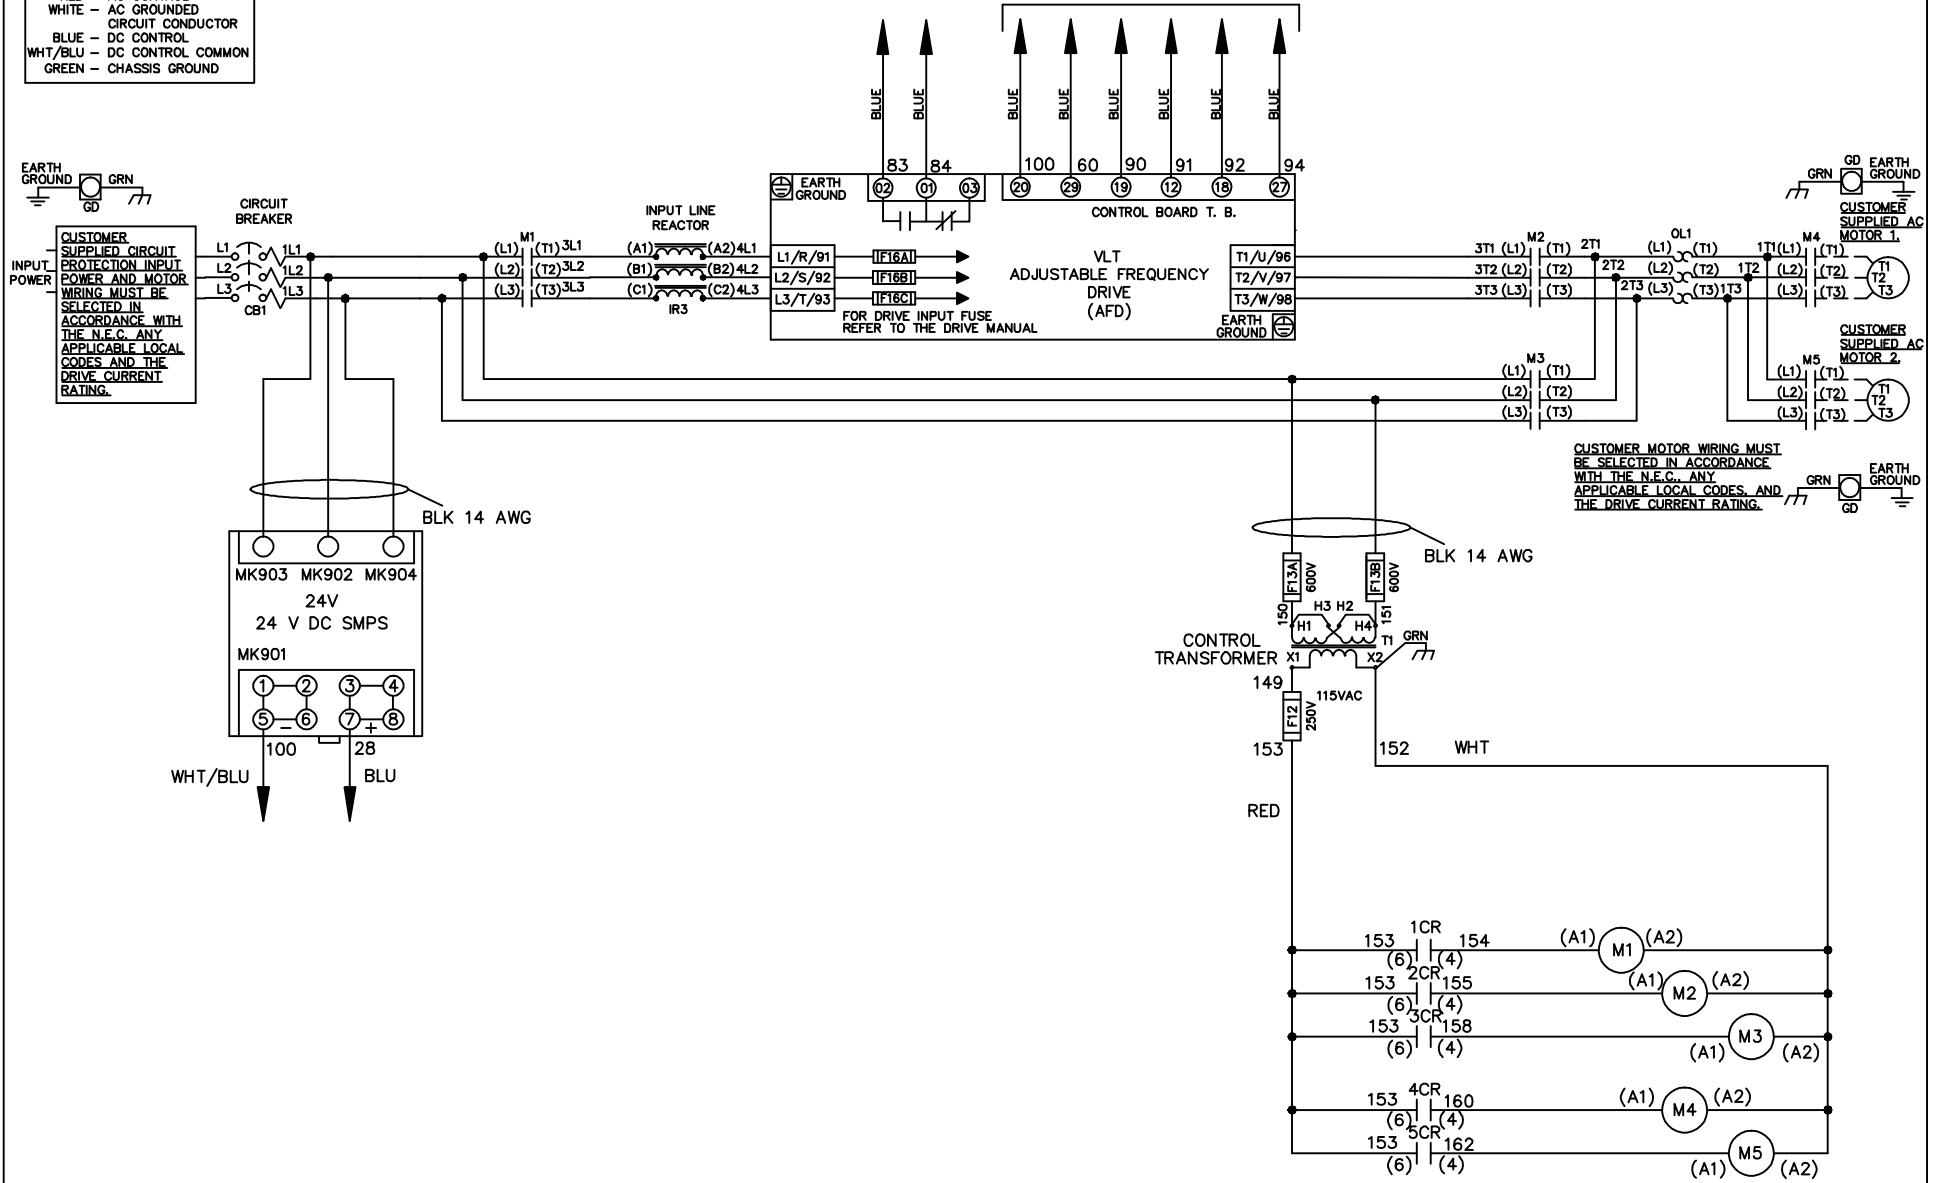 WHITE – AC GROUNDED
CIRCUIT CONDUCTOR
BLUE – DC CONTROL
WHT/BLU – DC CONTROL COMMON
GREEN – CHASSIS GROUND
BLUE
BLUE
BLUE
BLUE
BLUE
BLUE
BLUE
BLUE
83
84
100
60
90
91
92
94
EARTH
GROUND
GRN
GD
EARTH
GROUND
02
01
03
20
29
19
12
18
27
CONTROL BOARD T. B.
GD
EARTH
GROUND
GRN
CUSTOMER
SUPPLIED AC
MOTOR 1.
CIRCUIT
BREAKER
INPUT LINE
REACTOR
INPUT
POWER
CUSTOMER
SUPPLIED CIRCUIT
PROTECTION INPUT
POWER AND MOTOR
WIRING MUST BE
SELECTED IN
ACCORDANCE WITH
THE N.E.C. ANY
APPLICABLE LOCAL
CODES AND THE
DRIVE CURRENT
RATING.
L1
1L1
L2
1L2
L3
1L3
CB1
M1
(L1) (T1) 3L1
(L2) (T2) 3L2
(L3) (T3) 3L3
(A1) (A2) 4L1
(B1) (B2) 4L2
(C1) (C2) 4L3
IR3
L1/R/91
L2/S/92
L3/T/93
F16A
F16B
F16C
FOR DRIVE INPUT FUSE
REFER TO THE DRIVE MANUAL
VLT
ADJUSTABLE FREQUENCY
DRIVE
(AFD)
T1/U/96
T2/V/97
T3/W/98
EARTH
GROUND
M2
3T1 (L1) (T1) 2T1
3T2 (L2) (T2) 2T2
3T3 (L3) (T3) 2T3
OL1
(L1) (T1) 1T1
(L2) (T2) 1T2
(L3) (T3) 1T3
M4
(L1) (T1)
(L2) (T2)
(L3) (T3)
T1
T2
T3
CUSTOMER
SUPPLIED AC
MOTOR 2.
M3
(L1) (T1)
(L2) (T2)
(L3) (T3)
M5
(L1) (T1)
(L2) (T2)
(L3) (T3)
T1
T2
T3
CUSTOMER MOTOR WIRING MUST
BE SELECTED IN ACCORDANCE
WITH THE N.E.C., ANY
APPLICABLE LOCAL CODES, AND
THE DRIVE CURRENT RATING.
GRN
GD
EARTH
GROUND
BLK 14 AWG
MK903 MK902 MK904
24V
24 V DC SMPS
MK901
1 2 3 4
5 – 6 7 + 8
100
28
WHT/BLU
BLU
BLK 14 AWG
F13A
600V
F13B
600V
150
151
H3 H2
H1
H4
T1
GRN
CONTROL
TRANSFORMER
X1
X2
149
F12
250V
115VAC
153
152
WHT
RED
1CR
153 154
(6) (4)
(A1) M1 (A2)
2CR
153 155
(6) (4)
(A1) M2 (A2)
3CR
153 158
(6) (4)
(A1) M3 (A2)
4CR
153 160
(6) (4)
(A1) M4 (A2)
5CR
153 162
(6) (4)
(A1) M5 (A2)